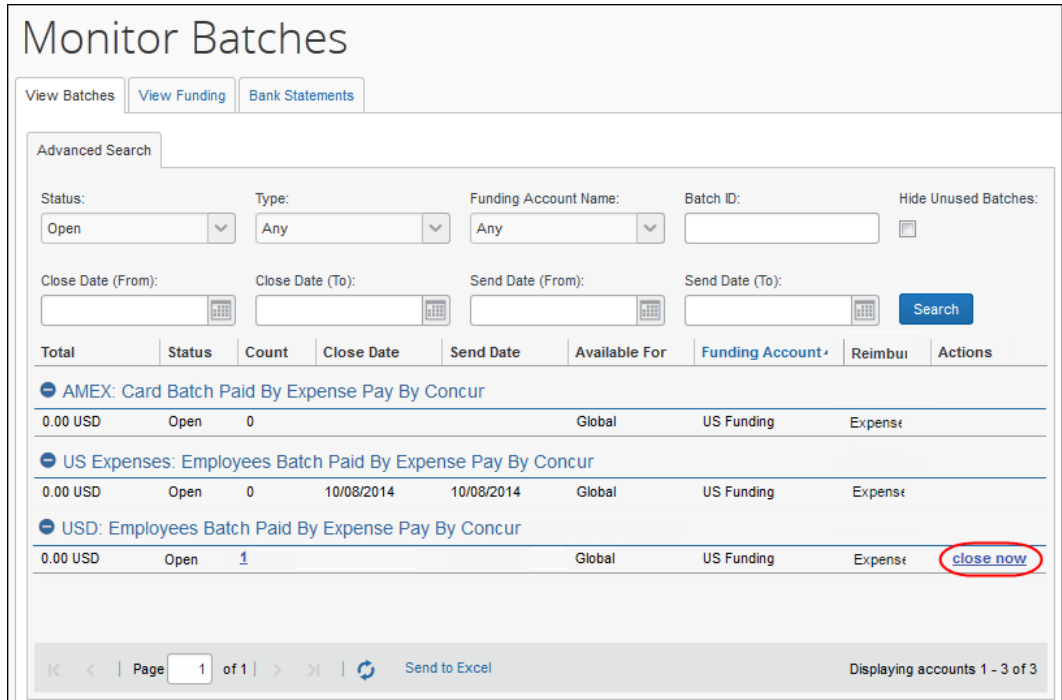 Monitor Batches
View Batches View Funding Bank Statements
Advanced Search
Status: Type: Funding Account Name: Batch ID: Hide Unused Batches:
Open Any Any
Close Date (From): Close Date (To): Send Date (From): Send Date (To):
Search
Total Status Count Close Date Send Date Available For Funding Account Reimbur Actions
AMEX: Card Batch Paid By Expense Pay By Concur
0.00 USD Open 0 Global US Funding Expense
US Expenses: Employees Batch Paid By Expense Pay By Concur
0.00 USD Open 0 10/08/2014 10/08/2014 Global US Funding Expense
USD: Employees Batch Paid By Expense Pay By Concur
0.00 USD Open 1 Global US Funding Expense close now
Page 1 of 1 Send to Excel Displaying accounts 1 - 3 of 3